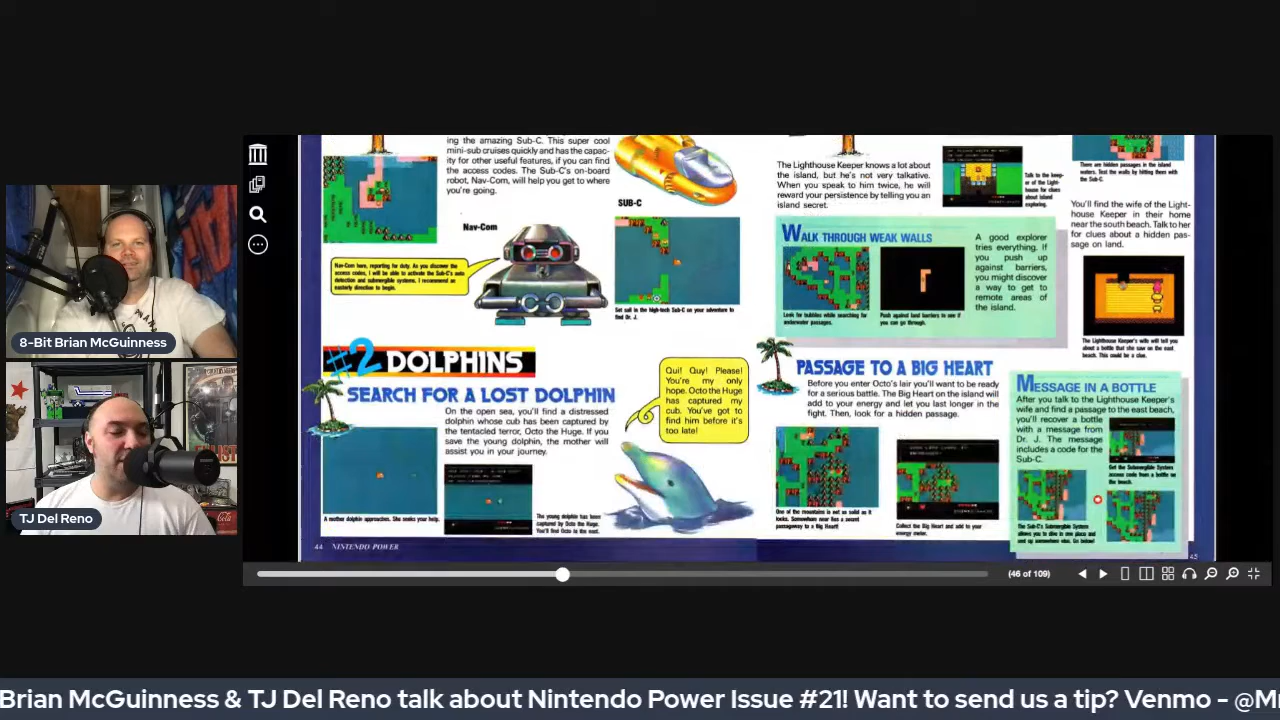 ing the amazing Sub-C. This super cool
mini-sub cruises quickly and has the capac-
ity for other useful features, if you can find
the access codes. The Sub-C's on-board
robot, Nav-Com, will help you get to where
you're going.
SUB-C
Nav-Com
Nav-Com here, reporting for duty. As you discover the
access codes, I will be able to activate the Sub-C's auto
detection and submergible systems. I recommend an
easterly direction to begin.
Set sail in the high-tech Sub-C on your adventure to
find Dr. J.
#2 DOLPHINS
SEARCH FOR A LOST DOLPHIN
On the open sea, you'll find a distressed
dolphin whose cub has been captured by
the tentacled terror, Octo the Huge. If you
save the young dolphin, the mother will
assist you in your journey.
Qui! Quy! Please!
You're my only
hope. Octo the Huge
has captured my
cub. You've got to
find him before it's
too late!
A mother dolphin approaches. She seeks your help.
The young dolphin has been
captured by Octo the Huge.
You'll find Octo to the east.
44 NINTENDO POWER
The Lighthouse Keeper knows a lot about
the island, but he's not very talkative.
When you speak to him twice, he will
reward your persistence by telling you an
island secret.
Talk to the keep-
er of the Light-
house for clues
about island
exploring.
There are hidden passages in the island
waters. Test the walls by hitting them with
the Sub-C.
You'll find the wife of the Light-
house Keeper in their home
near the south beach. Talk to her
for clues about a hidden pas-
sage on land.
The Lighthouse Keeper's wife will tell you
about a bottle that she saw on the east
beach. This could be a clue.
WALK THROUGH WEAK WALLS
Look for bubbles while searching for
underwater passages.
Push against land barriers to see if
you can go through.
A good explorer
tries everything. If
you push up
against barriers,
you might discover
a way to get to
remote areas of
the island.
PASSAGE TO A BIG HEART
Before you enter Octo's lair you'll want to be ready
for a serious battle. The Big Heart on the island will
add to your energy and let you last longer in the
fight. Then, look for a hidden passage.
One of the mountains is not as solid as it
looks. Somewhere near lies a secret
passageway to a Big Heart!
Collect the Big Heart and add to your
energy meter.
MESSAGE IN A BOTTLE
After you talk to the Lighthouse Keeper's
wife and find a passage to the east beach,
you'll recover a bottle
with a message from
Dr. J. The message
includes a code for the
Sub-C.
Get the Submergible System
access code from a bottle on
the beach.
The Sub-C's Submergible System
allows you to dive in one place and
end up somewhere else. Go below!
45
8-Bit Brian McGuinness
TJ Del Reno
(46 of 109)
Brian McGuinness & TJ Del Reno talk about Nintendo Power Issue #21! Want to send us a tip? Venmo - @M